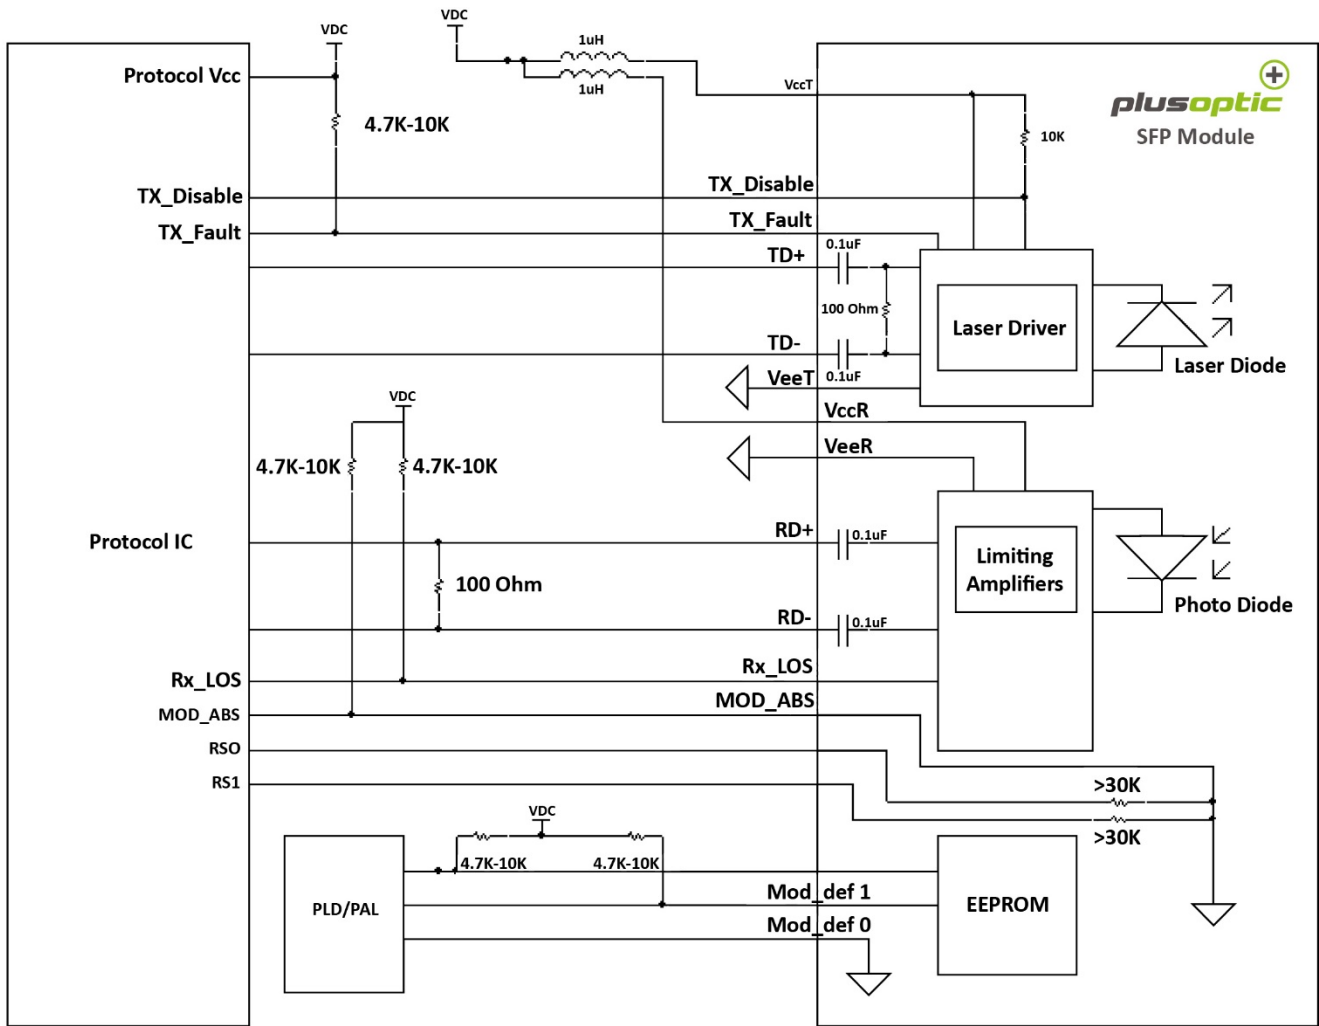 VDC
VDC
1uH
1uH
Protocol Vcc
VccT
plusoptic
SFP Module
4.7K-10K
10K
TX_Disable
TX_Disable
TX_Fault
TX_Fault
0.1uF
TD+
100 Ohm
Laser Driver
TD-
0.1uF
Laser Diode
VeeT
VDC
VccR
VeeR
4.7K-10K
4.7K-10K
Protocol IC
RD+
0.1uF
Limiting
Amplifiers
100 Ohm
Photo Diode
RD-
0.1uF
Rx_LOS
Rx_LOS
MOD_ABS
MOD_ABS
RSO
RS1
>30K
>30K
VDC
4.7K-10K
4.7K-10K
PLD/PAL
Mod_def 1
EEPROM
Mod_def 0